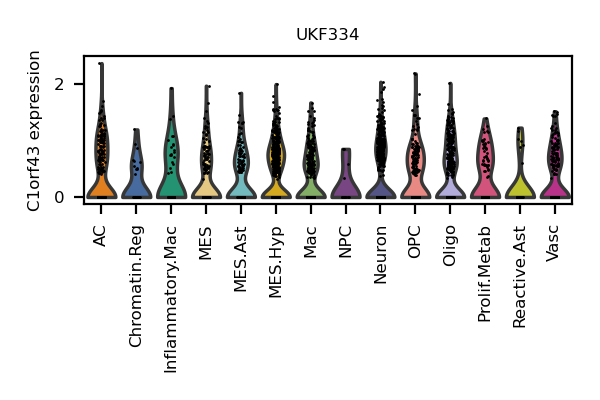 UKF334
C1orf43 expression
2
0
AC
Chromatin.Reg
Inflammatory.Mac
MES
MES.Ast
MES.Hyp
Mac
NPC
Neuron
OPC
Oligo
Prolif.Metab
Reactive.Ast
Vasc